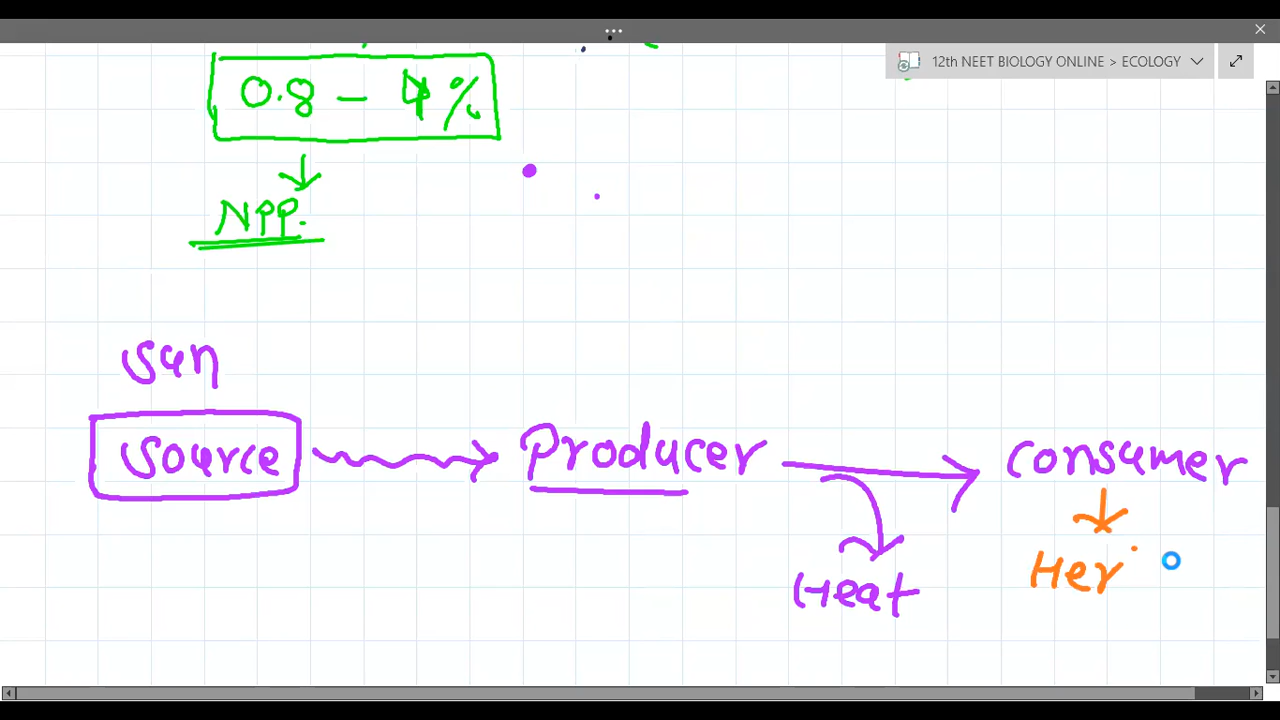 12th NEET BIOLOGY ONLINE > ECOLOGY
0.8 - 4%
NPP.
Sun
Source Producer Consumer
Heat Her